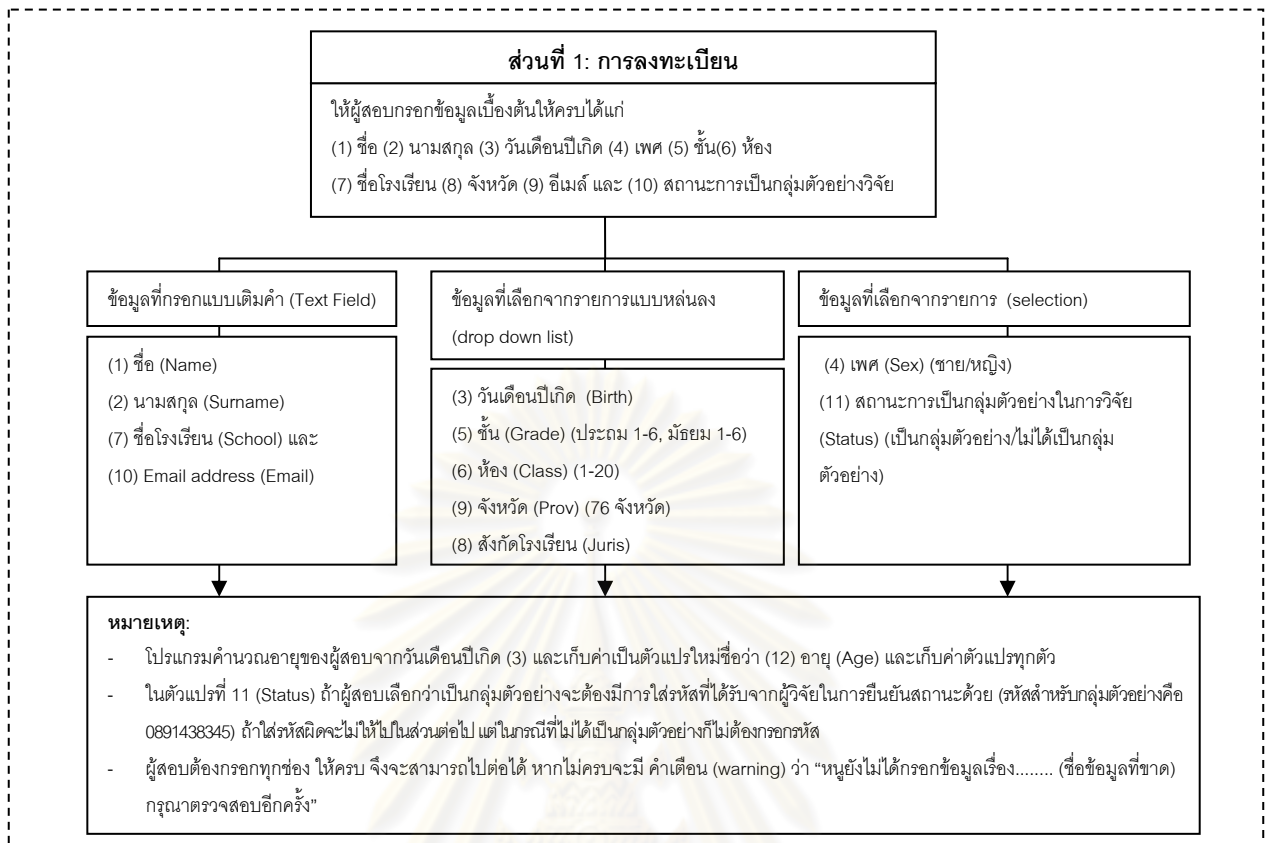 ส่วนที่ 1: การลงทะเบียน
ให้ผู้สอบกรอกข้อมูลเบื้องต้นให้ครบได้แก่
(1) ชื่อ (2) นามสกุล (3) วันเดือนปีเกิด (4) เพศ (5) ชั้น(6) ห้อง
(7) ชื่อโรงเรียน (8) จังหวัด (9) อีเมล์ และ (10) สถานะการเป็นกลุ่มตัวอย่างวิจัย
ข้อมูลที่กรอกแบบเติมคำ (Text Field)
(1) ชื่อ (Name)
(2) นามสกุล (Surname)
(7) ชื่อโรงเรียน (School) และ
(10) Email address (Email)
ข้อมูลที่เลือกจากรายการแบบหล่นลง
(drop down list)
(3) วันเดือนปีเกิด (Birth)
(5) ชั้น (Grade) (ประถม 1-6, มัธยม 1-6)
(6) ห้อง (Class) (1-20)
(9) จังหวัด (Prov) (76 จังหวัด)
(8) สังกัดโรงเรียน (Juris)
ข้อมูลที่เลือกจากรายการ (selection)
(4) เพศ (Sex) (ชาย/หญิง)
(11) สถานะการเป็นกลุ่มตัวอย่างในการวิจัย
(Status) (เป็นกลุ่มตัวอย่าง/ไม่ได้เป็นกลุ่ม
ตัวอย่าง)
หมายเหตุ:
- โปรแกรมคำนวณอายุของผู้สอบจากวันเดือนปีเกิด (3) และเก็บค่าเป็นตัวแปรใหม่ชื่อว่า (12) อายุ (Age) และเก็บค่าตัวแปรทุกตัว
- ในตัวแปรที่ 11 (Status) ถ้าผู้สอบเลือกว่าเป็นกลุ่มตัวอย่างจะต้องมีการใส่รหัสที่ได้รับจากผู้วิจัยในการยืนยันสถานะด้วย (รหัสสำหรับกลุ่มตัวอย่างคือ
0891438345) ถ้าใส่รหัสผิดจะไม่ให้ไปในส่วนต่อไป แต่ในกรณีที่ไม่ได้เป็นกลุ่มตัวอย่างก็ไม่ต้องกรอกรหัส
- ผู้สอบต้องกรอกทุกช่อง ให้ครบ จึงจะสามารถไปต่อได้ หากไม่ครบจะมี คำเตือน (warning) ว่า “หนูยังไม่ได้กรอกข้อมูลเรื่อง........ (ชื่อข้อมูลที่ขาด)
กรุณาตรวจสอบอีกครั้ง”